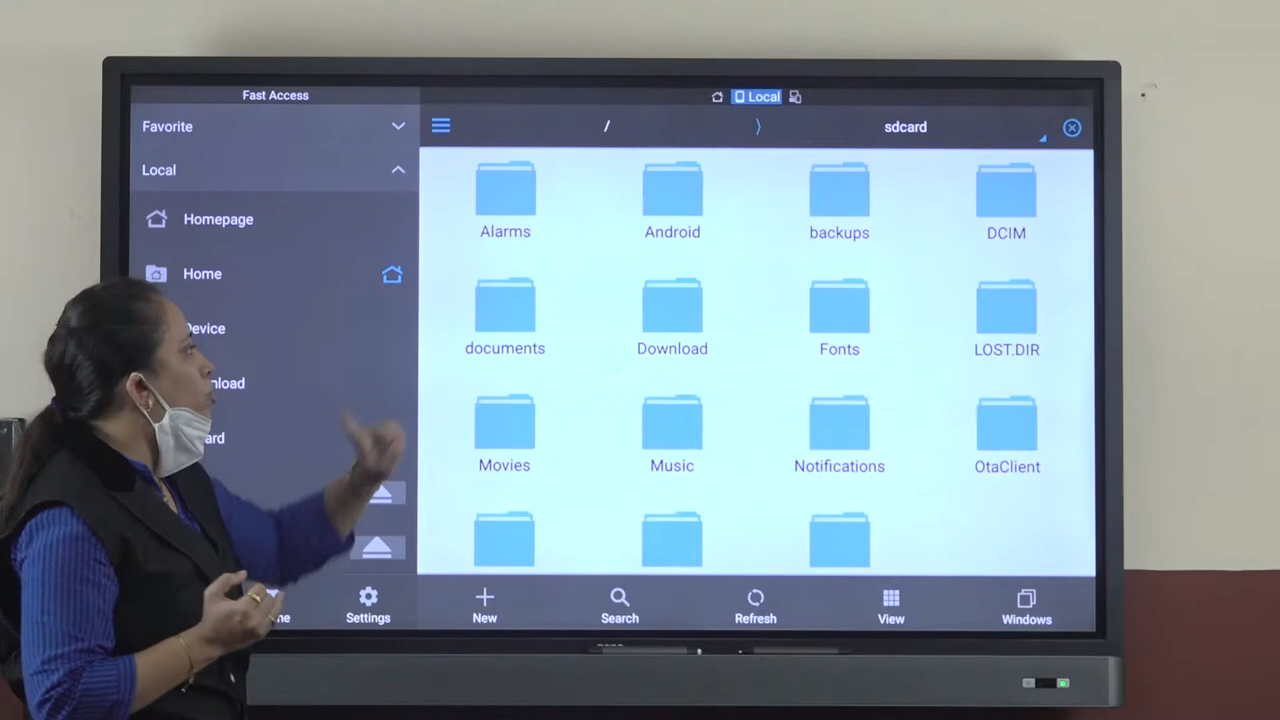 Fast Access
Local
Favorite
/
sdcard
Local
Homepage
Home
Settings
Alarms
Android
backups
DCIM
documents
Download
Fonts
LOST.DIR
Movies
Music
Notifications
OtaClient
New
Search
Refresh
View
Windows